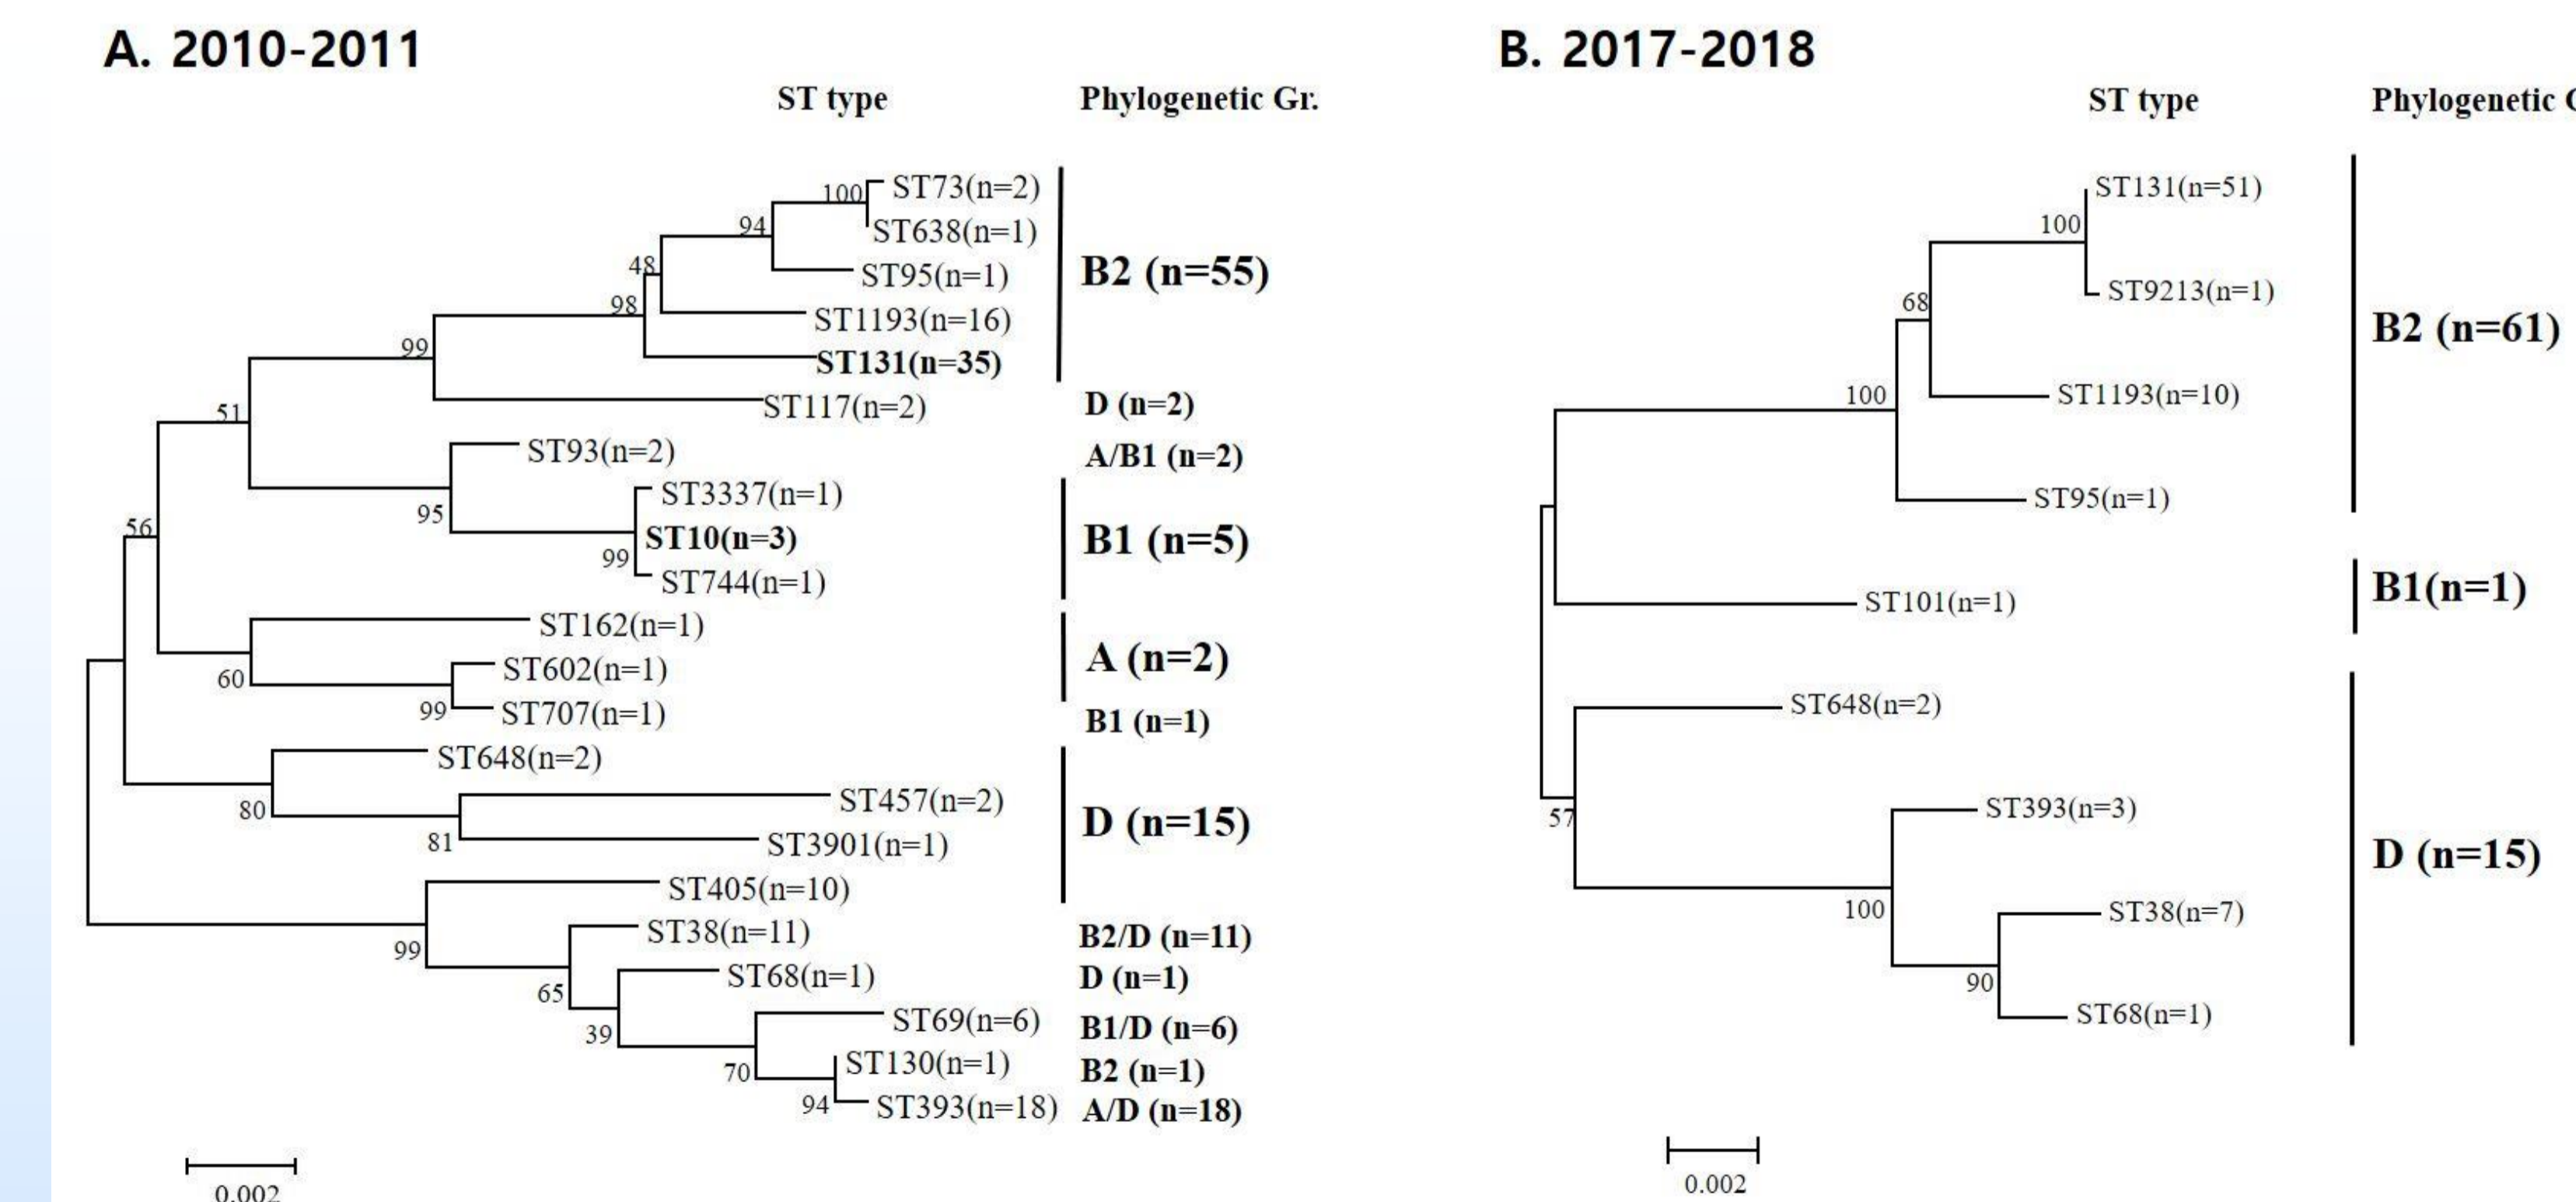 A. 2010-2011
ST type Phylogenetic Gr.
100 ST73(n=2)
ST638(n=1)
94
ST95(n=1)
48
B2 (n=55)
ST1193(n=16)
98
ST131(n=35)
99
ST117(n=2) D (n=2)
51
ST93(n=2) A/B1 (n=2)
95
ST3337(n=1)
ST10(n=3) B1 (n=5)
99
ST744(n=1)
56
ST162(n=1)
60
ST602(n=1) A (n=2)
99
ST707(n=1) B1 (n=1)
ST648(n=2)
80
ST457(n=2) D (n=15)
81
ST3901(n=1)
ST405(n=10)
99
ST38(n=11) B2/D (n=11)
65
ST68(n=1) D (n=1)
39
ST69(n=6) B1/D (n=6)
70
ST130(n=1) B2 (n=1)
94
ST393(n=18) A/D (n=18)
0.002
B. 2017-2018
ST type Phylogenetic
ST131(n=51)
100
ST9213(n=1)
68
B2 (n=61)
ST1193(n=10)
100
ST95(n=1)
ST101(n=1) B1(n=1)
ST648(n=2)
57
ST393(n=3)
D (n=15)
100
ST38(n=7)
90
ST68(n=1)
0.002